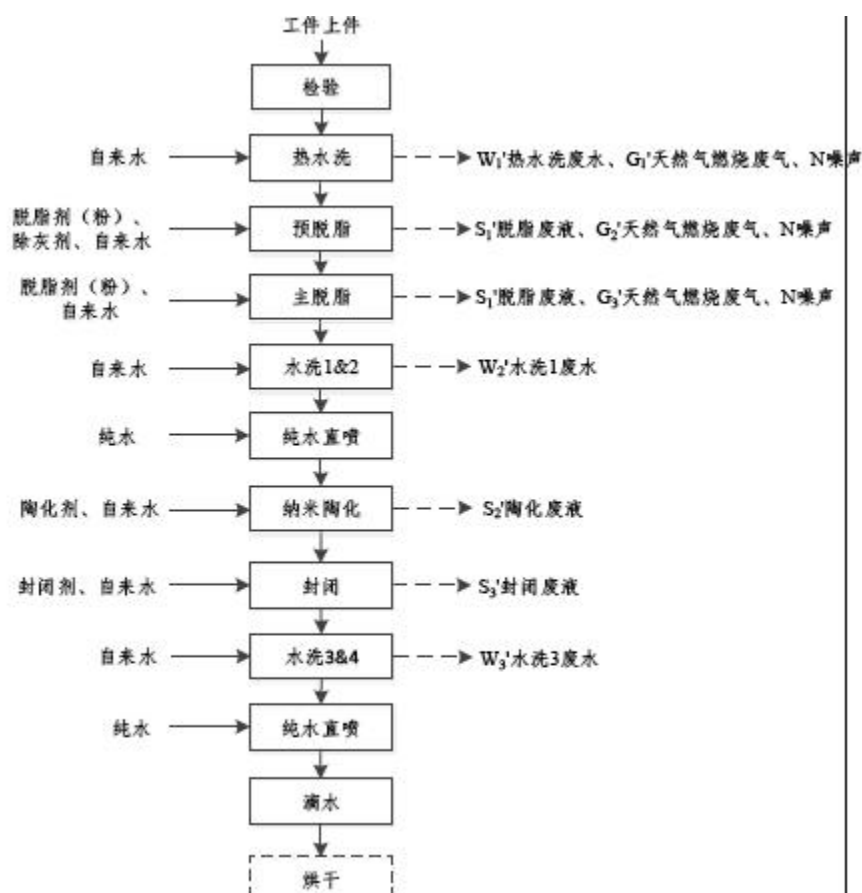 工件上件
检验
自来水
热水洗
W₁'热水洗废水、G₁'天然气燃烧废气、N噪声
脱脂剂（粉）、
除灰剂、自来水
预脱脂
S₁'脱脂废液、G₂'天然气燃烧废气、N噪声
脱脂剂（粉）、
自来水
主脱脂
S₁'脱脂废液、G₃'天然气燃烧废气、N噪声
自来水
水洗1&2
W₂'水洗1废水
纯水
纯水直喷
陶化剂、自来水
纳米陶化
S₂'陶化废液
封闭剂、自来水
封闭
S₃'封闭废液
自来水
水洗3&4
W₃'水洗3废水
纯水
纯水直喷
滴水
烘干